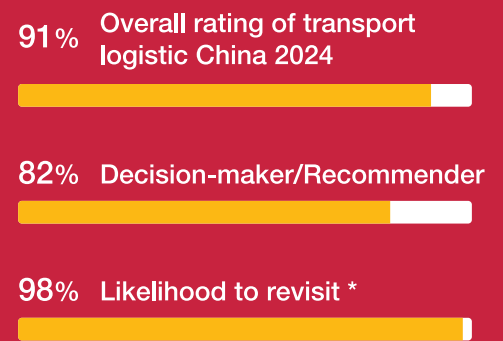 91% Overall rating of transport
logistic China 2024
82% Decision-maker/Recommender
98% Likelihood to revisit *